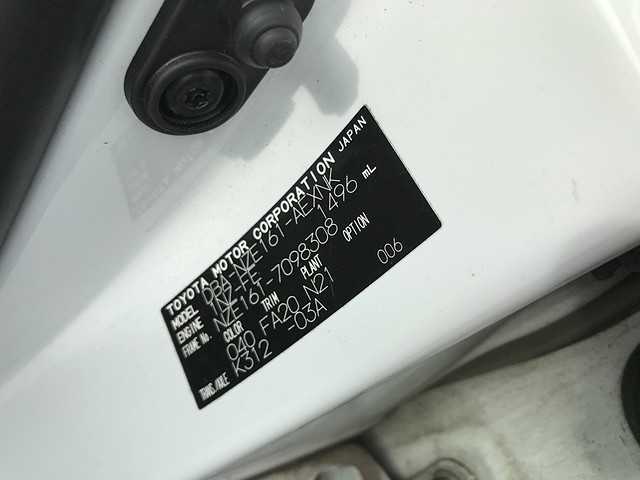 TOYOTA MOTOR CORPORATION JAPAN
MODEL DBA-NZE161-AEXNK
ENGINE 1NZ-FE 1496 mL
FRAME No. NZE161-7098308
COLOR TRIM PLANT OPTION
040 FA20 N21 006
TRANS/AXLE K312 -03A